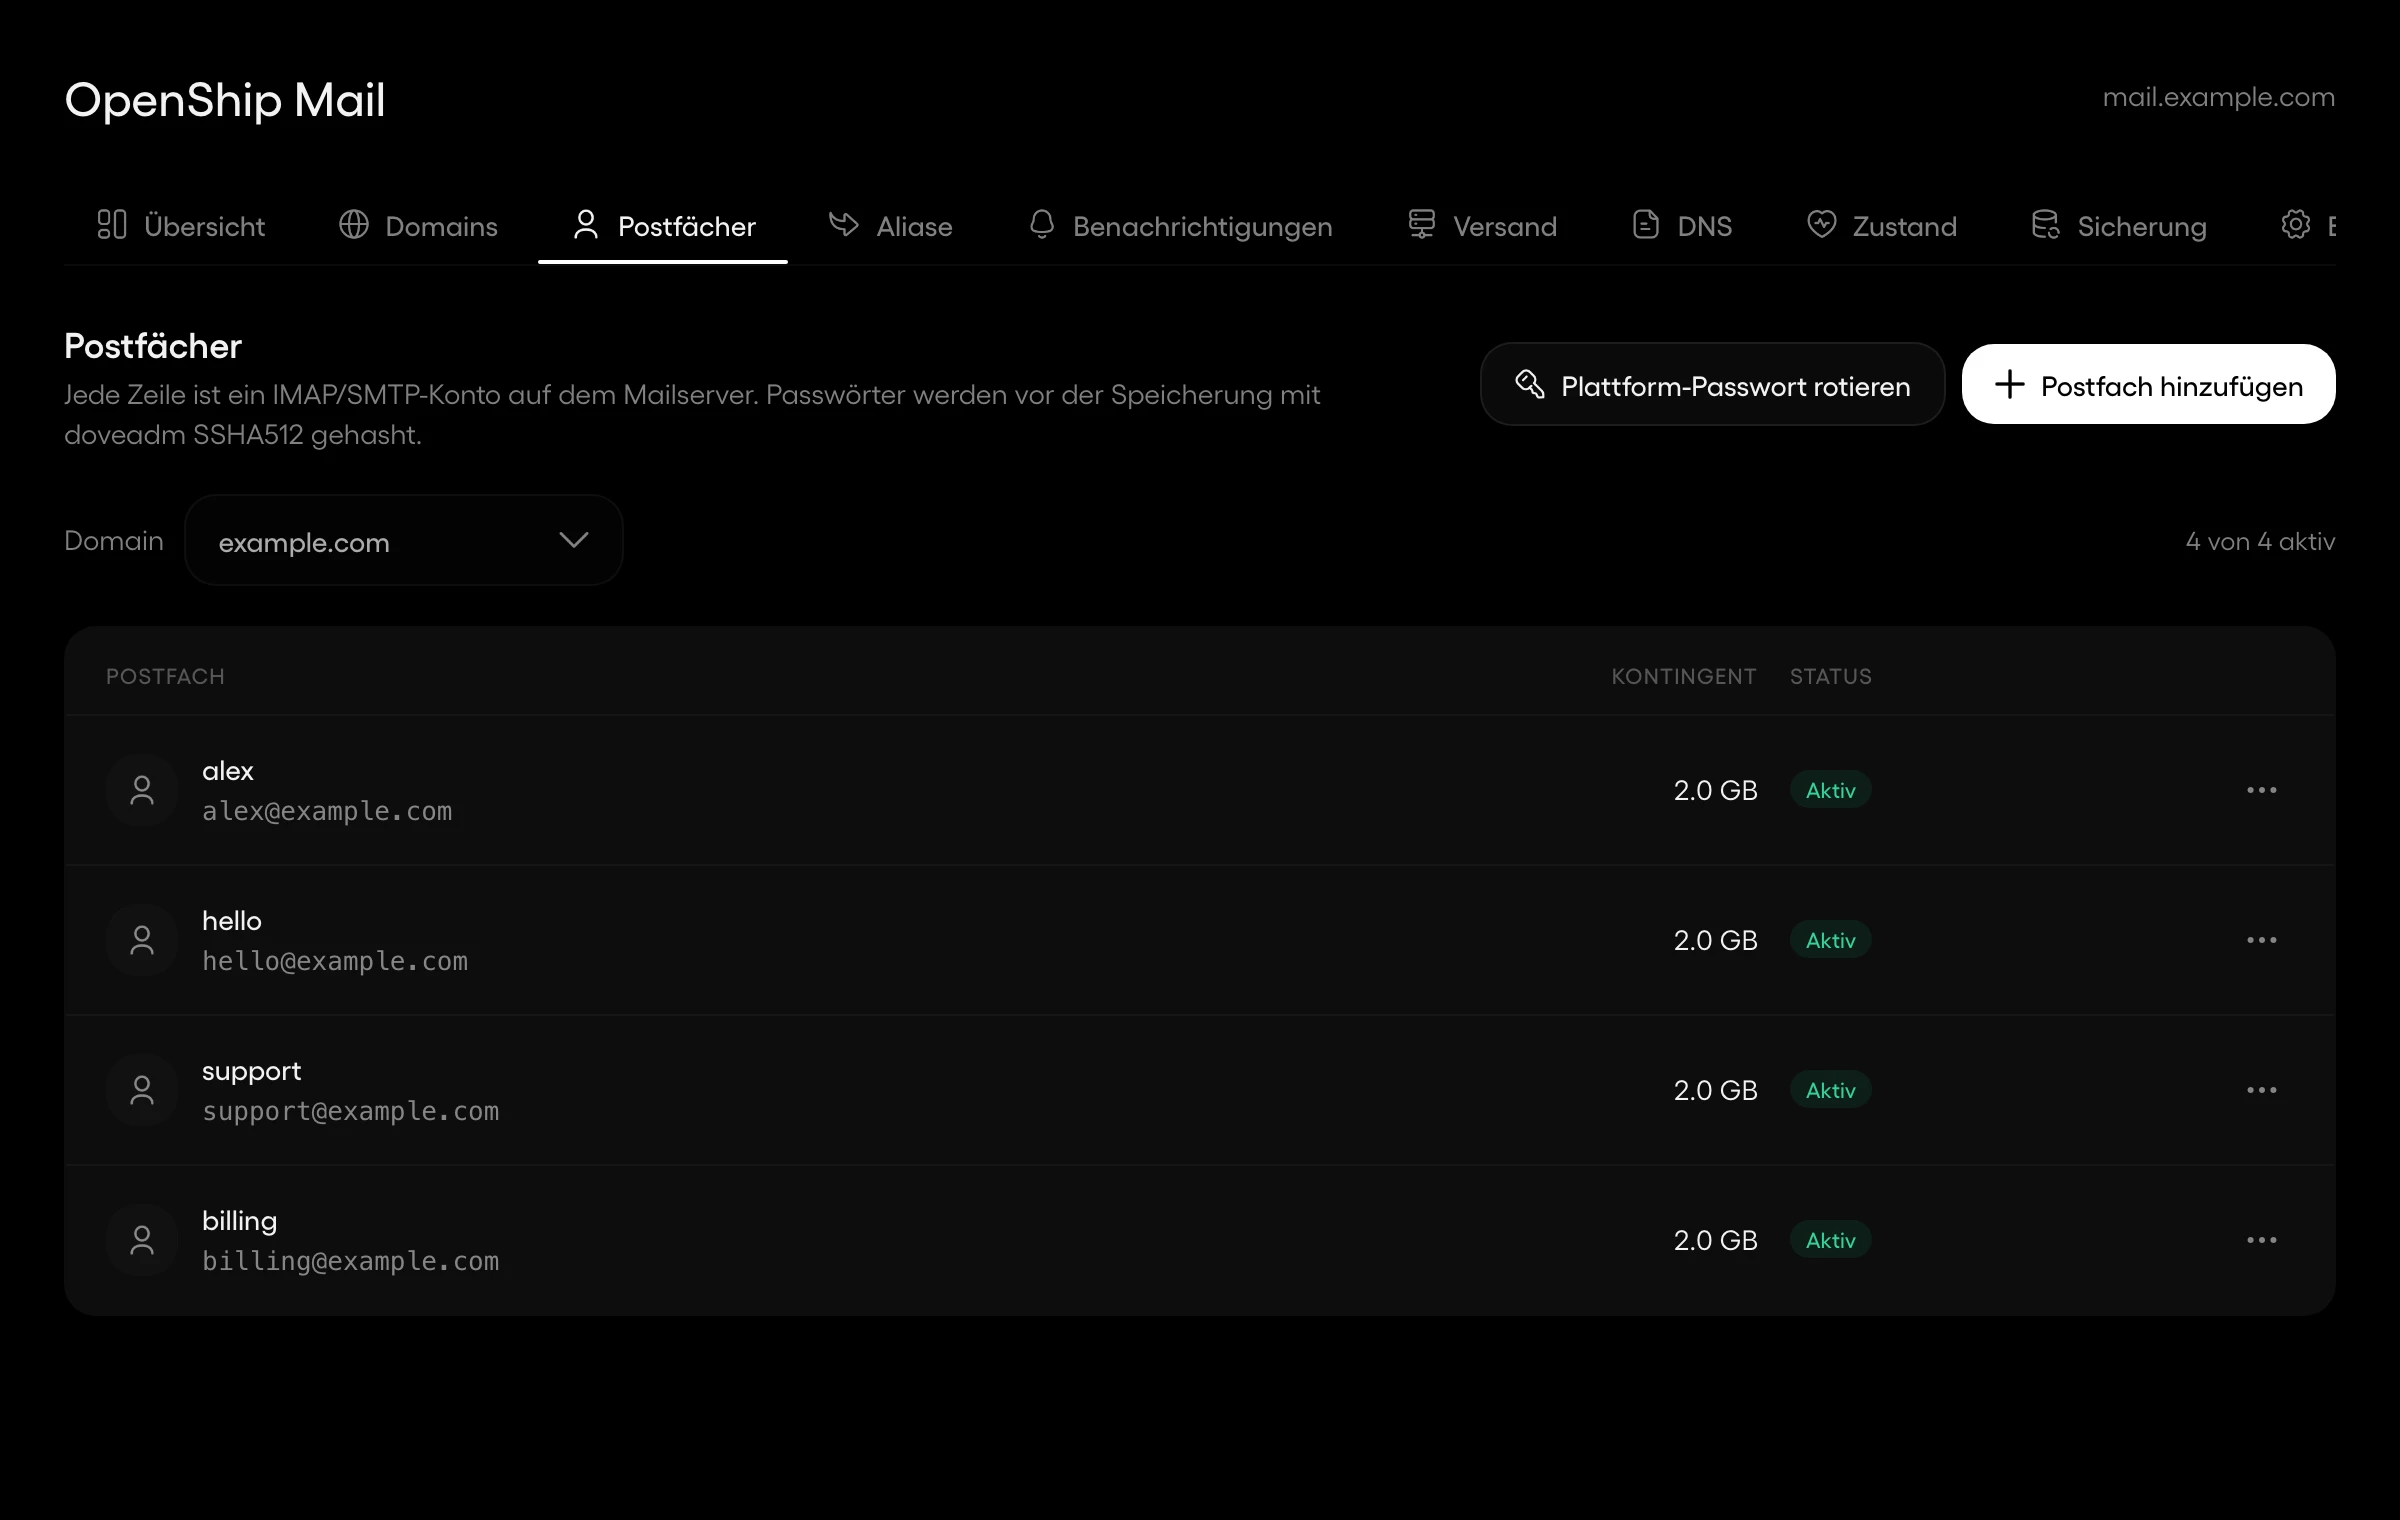 OpenShip Mail
mail.example.com
Übersicht
Domains
Postfächer
Aliase
Benachrichtigungen
Versand
DNS
Zustand
Sicherung
Postfächer
Jede Zeile ist ein IMAP/SMTP-Konto auf dem Mailserver. Passwörter werden vor der Speicherung mit
doveadm SSHA512 gehasht.
Plattform-Passwort rotieren
Postfach hinzufügen
Domain
example.com
4 von 4 aktiv
POSTFACH
KONTINGENT
STATUS
alex
alex@example.com
2.0 GB
Aktiv
hello
hello@example.com
2.0 GB
Aktiv
support
support@example.com
2.0 GB
Aktiv
billing
billing@example.com
2.0 GB
Aktiv